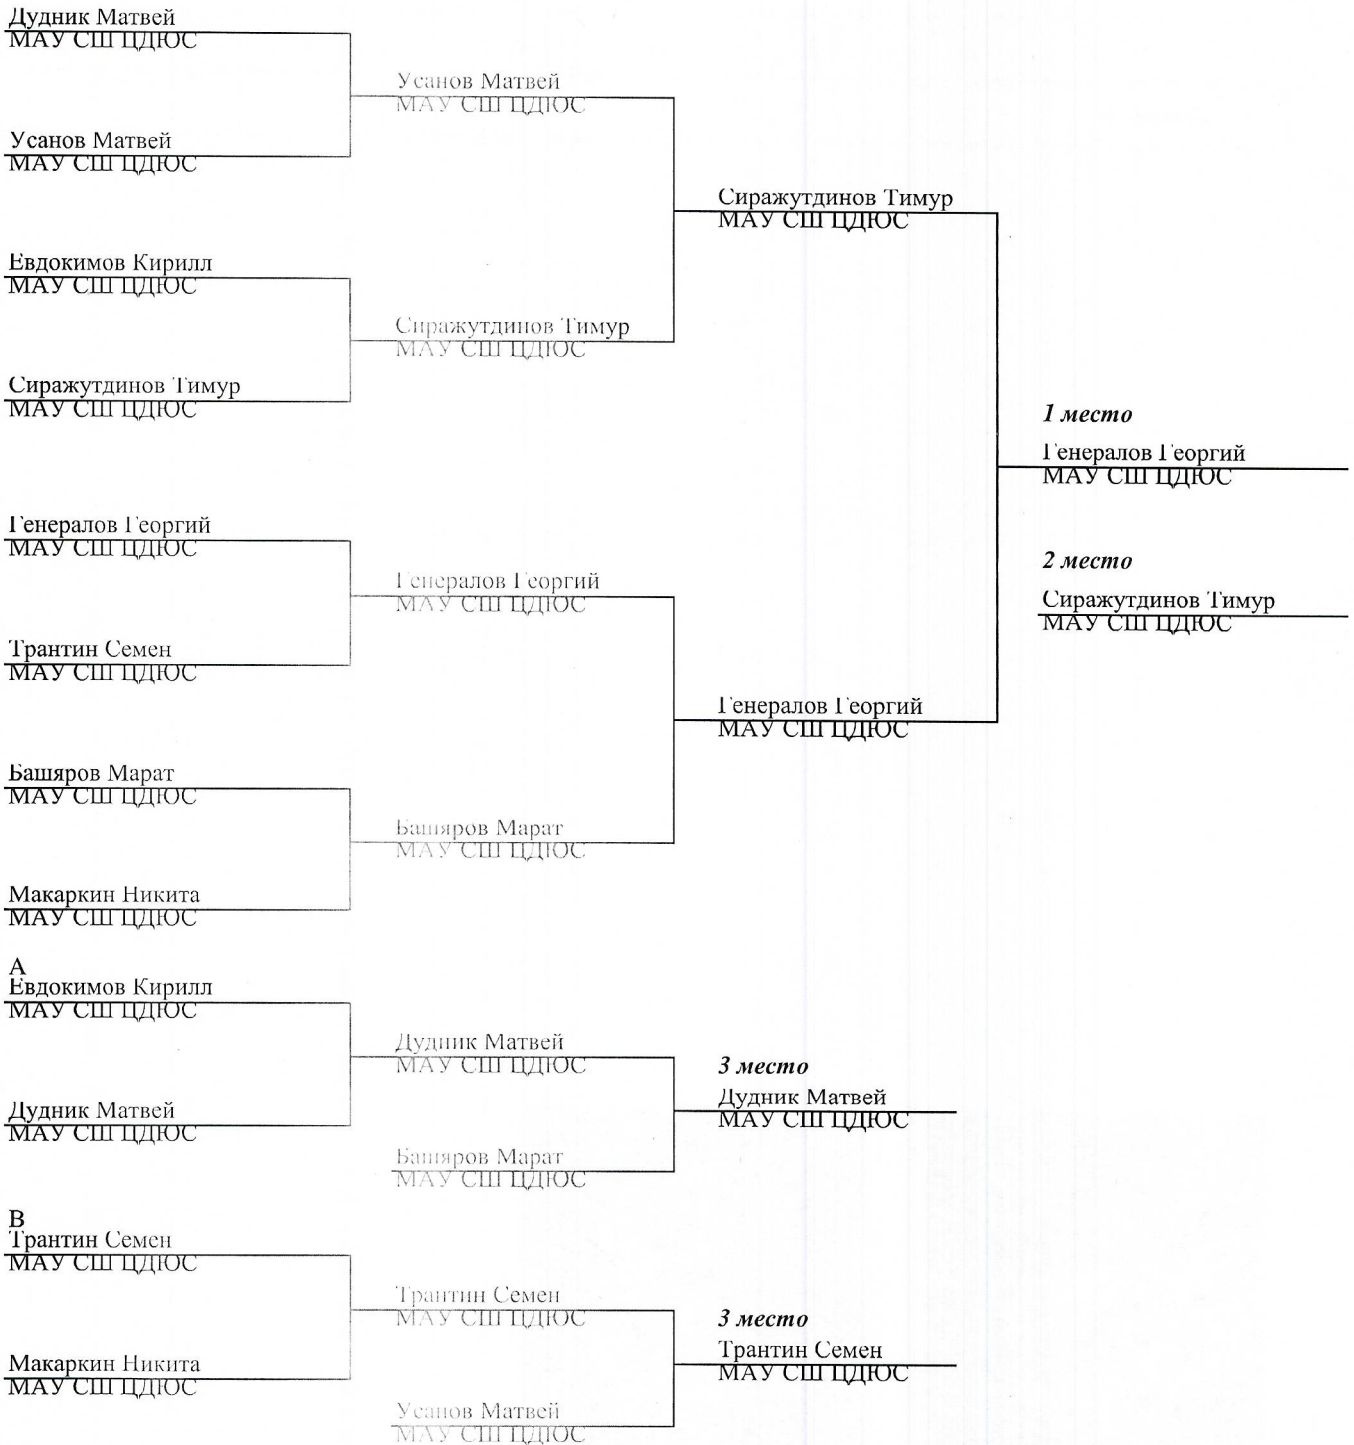 Дудник Матвей
МАУ СШ ЦДЮС
Усанов Матвей
МАУ СШ ЦДЮС
Усанов Матвей
МАУ СШ ЦДЮС
Евдокимов Кирилл
МАУ СШ ЦДЮС
Сиражутдинов Тимур
МАУ СШ ЦДЮС
Сиражутдинов Тимур
МАУ СШ ЦДЮС
Сиражутдинов Тимур
МАУ СШ ЦДЮС
Генералов Георгий
МАУ СШ ЦДЮС
Трантин Семен
МАУ СШ ЦДЮС
Генералов Георгий
МАУ СШ ЦДЮС
Башяров Марат
МАУ СШ ЦДЮС
Макаркин Никита
МАУ СШ ЦДЮС
Башяров Марат
МАУ СШ ЦДЮС
Генералов Георгий
МАУ СШ ЦДЮС
1 место
Генералов Георгий
МАУ СШ ЦДЮС
2 место
Сиражутдинов Тимур
МАУ СШ ЦДЮС
А
Евдокимов Кирилл
МАУ СШ ЦДЮС
Дудник Матвей
МАУ СШ ЦДЮС
Дудник Матвей
МАУ СШ ЦДЮС
Башяров Марат
МАУ СШ ЦДЮС
3 место
Дудник Матвей
МАУ СШ ЦДЮС
В
Трантин Семен
МАУ СШ ЦДЮС
Макаркин Никита
МАУ СШ ЦДЮС
Трантин Семен
МАУ СШ ЦДЮС
Усанов Матвей
МАУ СШ ЦДЮС
3 место
Трантин Семен
МАУ СШ ЦДЮС